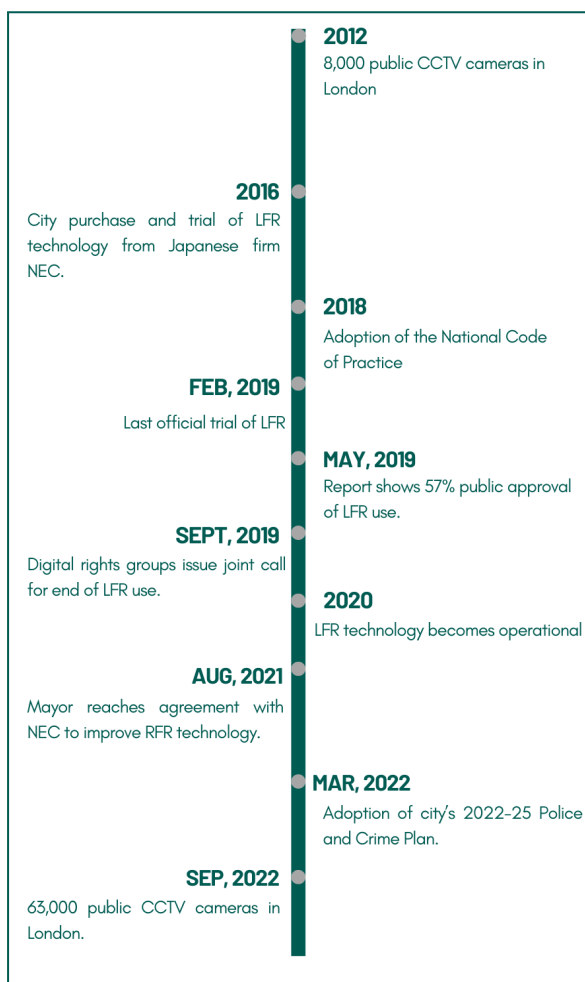 2012
8,000 public CCTV cameras in
London
2016
City purchase and trial of LFR
technology from Japanese firm
NEC.
2018
Adoption of the National Code
of Practice
FEB, 2019
Last official trial of LFR
MAY, 2019
Report shows 57% public approval
of LFR use.
SEPT, 2019
Digital rights groups issue joint call
for end of LFR use.
2020
LFR technology becomes operational
AUG, 2021
Mayor reaches agreement with
NEC to improve RFR technology.
MAR, 2022
Adoption of city's 2022-25 Police
and Crime Plan.
SEP, 2022
63,000 public CCTV cameras in
London.